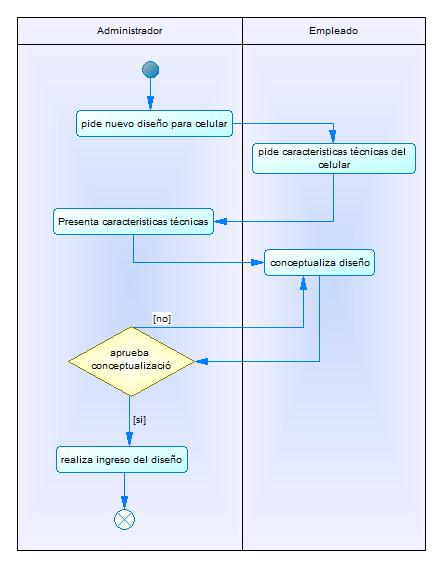 Administrador
Empleado
pide nuevo diseño para celular
pide caracteristicas técnicas del
celular
Presenta caracteristicas técnicas
conceptualiza diseño
[no]
aprueba
conceptualizació
[si]
realiza ingreso del diseño